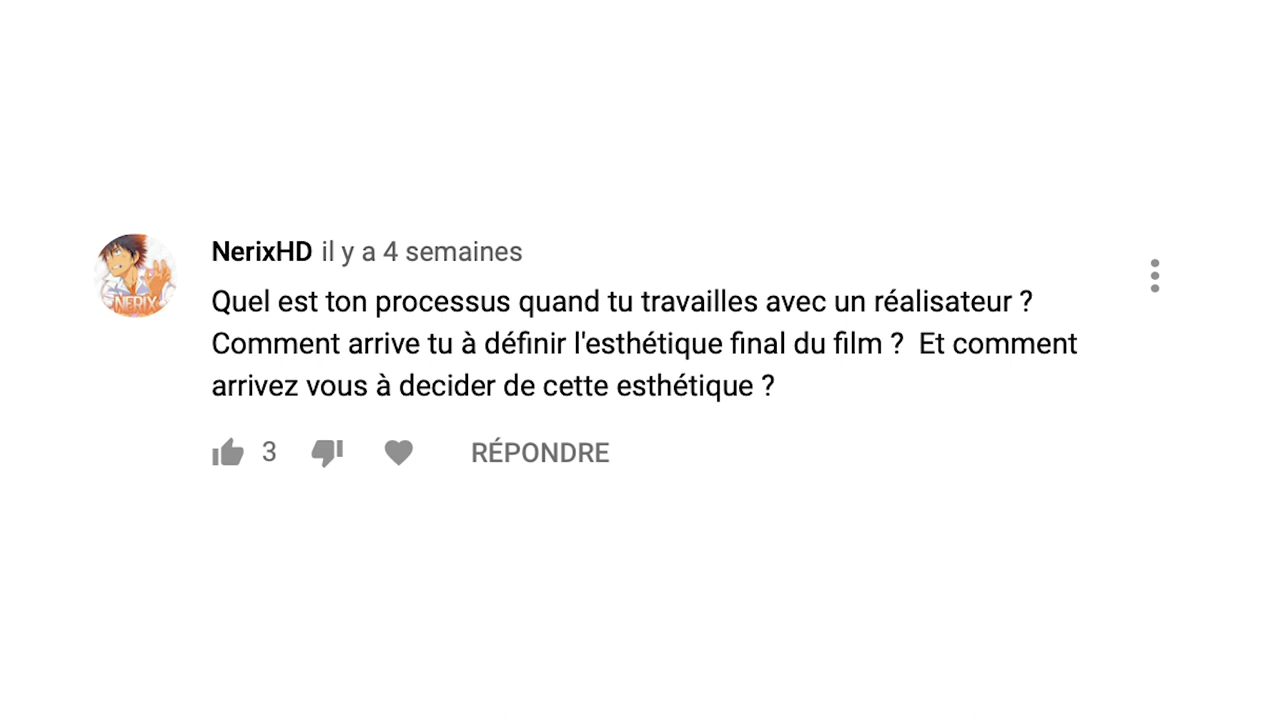 NerixHD il y a 4 semaines
Quel est ton processus quand tu travailles avec un réalisateur ?
Comment arrive tu à définir l'esthétique final du film ?  Et comment
arrivez vous à decider de cette esthétique ?
3 RÉPONDRE
NERIX